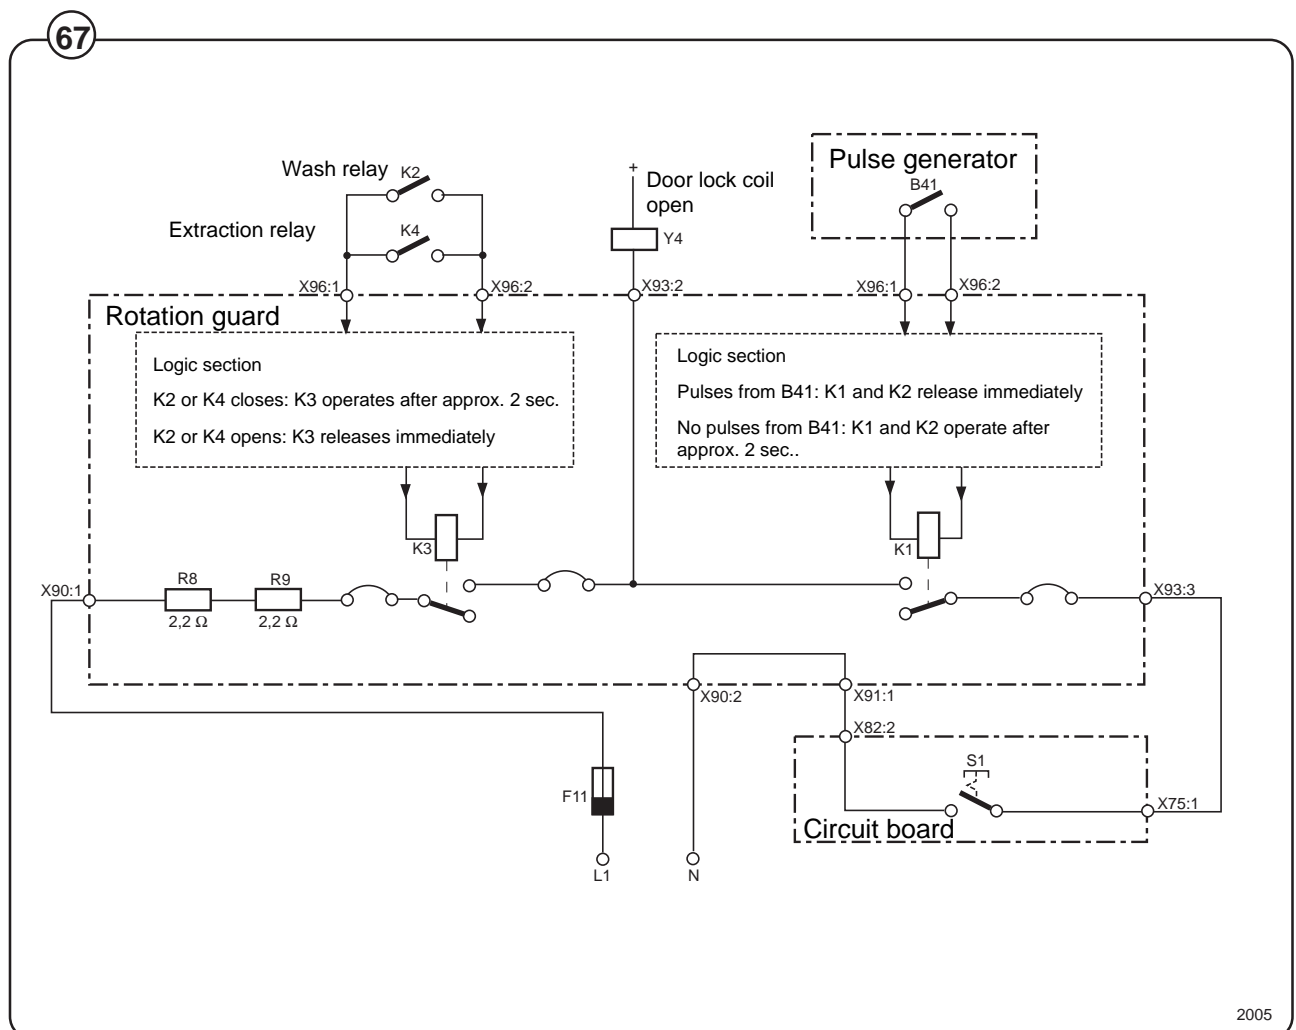 67
Wash relay
K2
Extraction relay
K4
+
Door lock coil
open
Y4
Pulse generator
B41
X96:1
X96:2
X93:2
X96:1
X96:2
Rotation guard
Logic section
K2 or K4 closes: K3 operates after approx. 2 sec.
K2 or K4 opens: K3 releases immediately
Logic section
Pulses from B41: K1 and K2 release immediately
No pulses from B41: K1 and K2 operate after
approx. 2 sec..
K3
K1
X90:1
R8
2,2 Ω
R9
2,2 Ω
X93:3
X90:2
X91:1
X82:2
S1
F11
X75:1
Circuit board
L1
N
2005